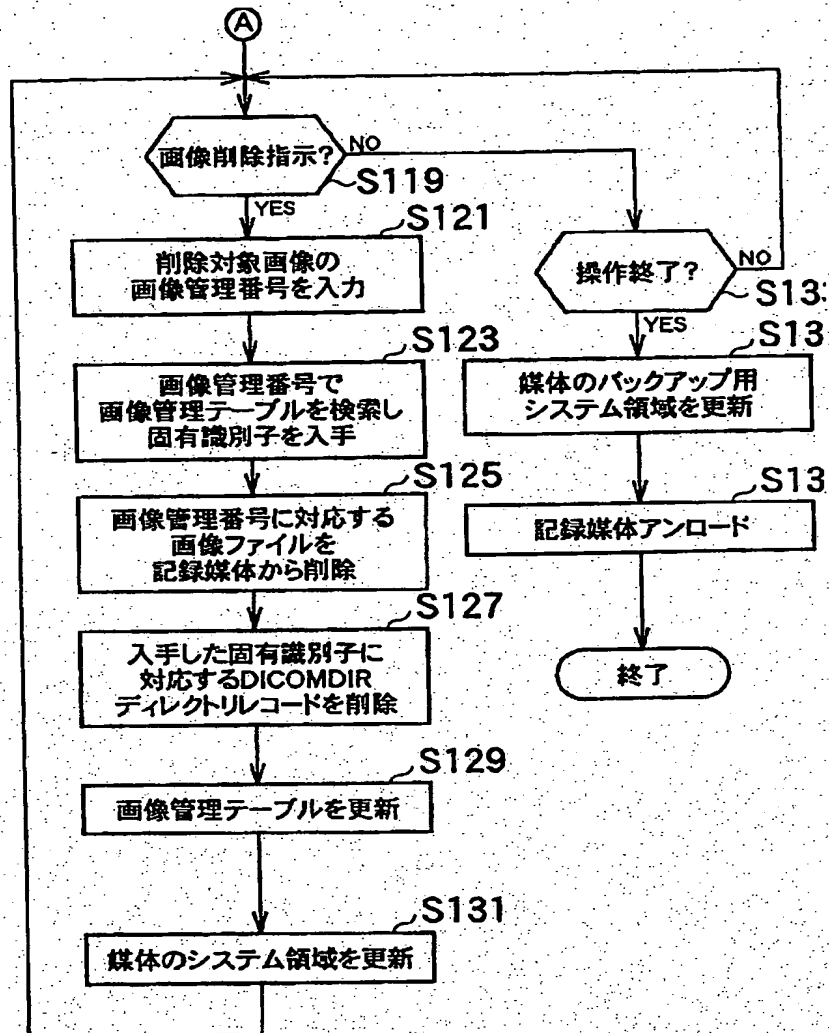 A
画像削除指示?
NO
S119
YES
S121
削除対象画像の
画像管理番号を入力
S123
画像管理番号で
画像管理テーブルを検索し
固有識別子を入手
S125
画像管理番号に対応する
画像ファイルを
記録媒体から削除
S127
入手した固有識別子に
対応するDICOMDIR
ディレクトリレコードを削除
S129
画像管理テーブルを更新
S131
媒体のシステム領域を更新
操作終了?
NO
YES
媒体のバックアップ用
システム領域を更新
S13
記録媒体アンロード
終了